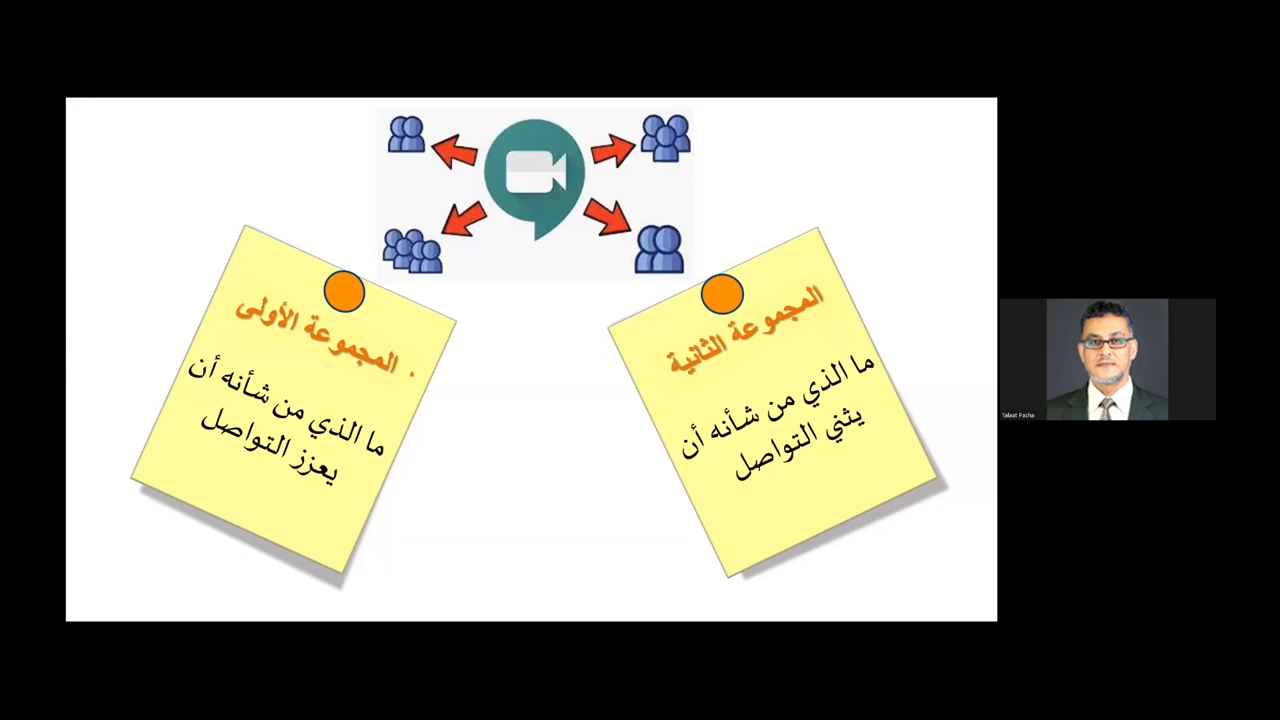 المجموعة الأولى
ما الذي من شأنه أن
يعزز التواصل
المجموعة الثانية
ما الذي من شأنه أن
يثني التواصل
Talaat Pasha